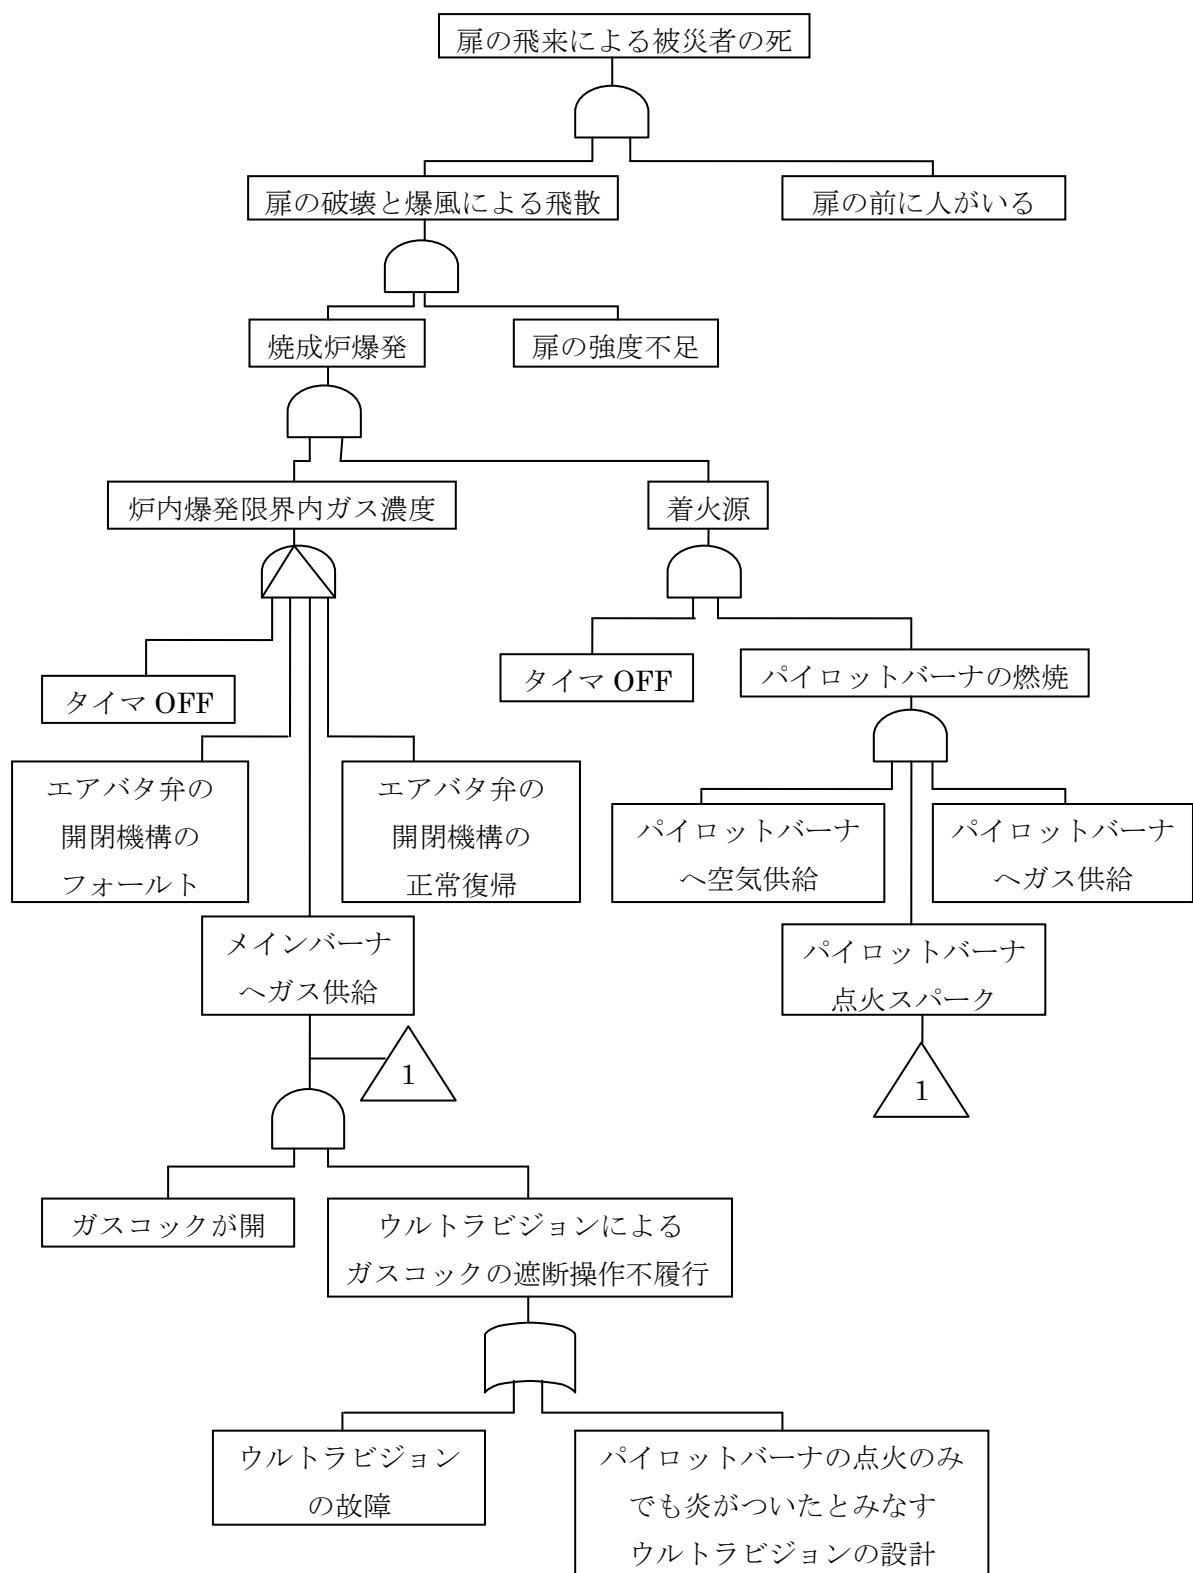 扉の飛来による被災者の死
扉の破壊と爆風による飛散
扉の前に人がいる
焼成炉爆発
扉の強度不足
炉内爆発限界内ガス濃度
着火源
タイマ OFF
タイマ OFF
パイロットバーナの燃焼
エアバタ弁の
開閉機構の
フォールト
エアバタ弁の
開閉機構の
正常復帰
パイロットバーナ
へ空気供給
パイロットバーナ
へガス供給
メインバーナ
へガス供給
パイロットバーナ
点火スパーク
1
1
ガスコックが開
ウルトラビジョンによる
ガスコックの遮断操作不履行
ウルトラビジョン
の故障
パイロットバーナの点火のみ
でも炎がついたとみなす
ウルトラビジョンの設計